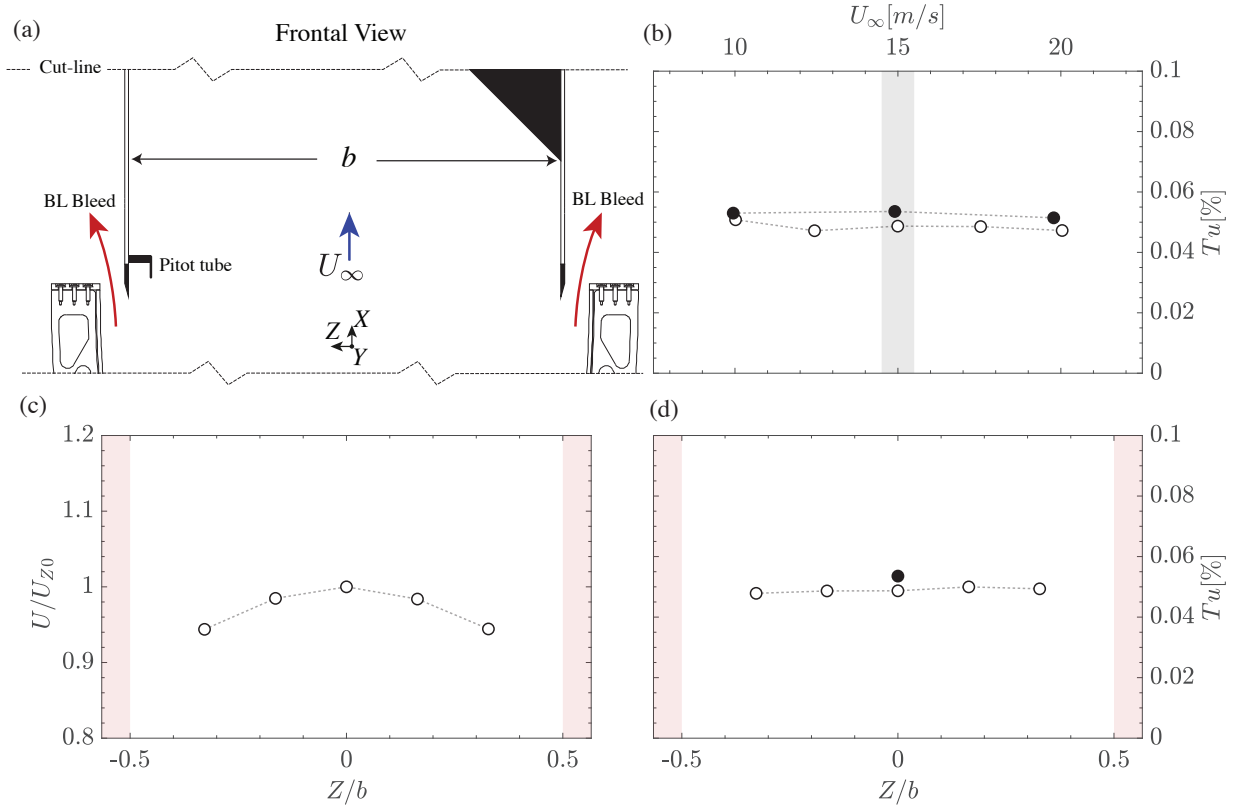 (a)
Frontal View
Cut-line
b
BL Bleed
BL Bleed
Pitot tube
U∞
Z
X
Y
(b)
U∞[m/s]
10
15
20
0.1
0.08
0.06
0.04
0.02
0
Tu[%]
(c)
1.2
1.1
1
0.9
0.8
U/U_{Z0}
-0.5
0
0.5
Z/b
(d)
0.1
0.08
0.06
0.04
0.02
0
Tu[%]
-0.5
0
0.5
Z/b